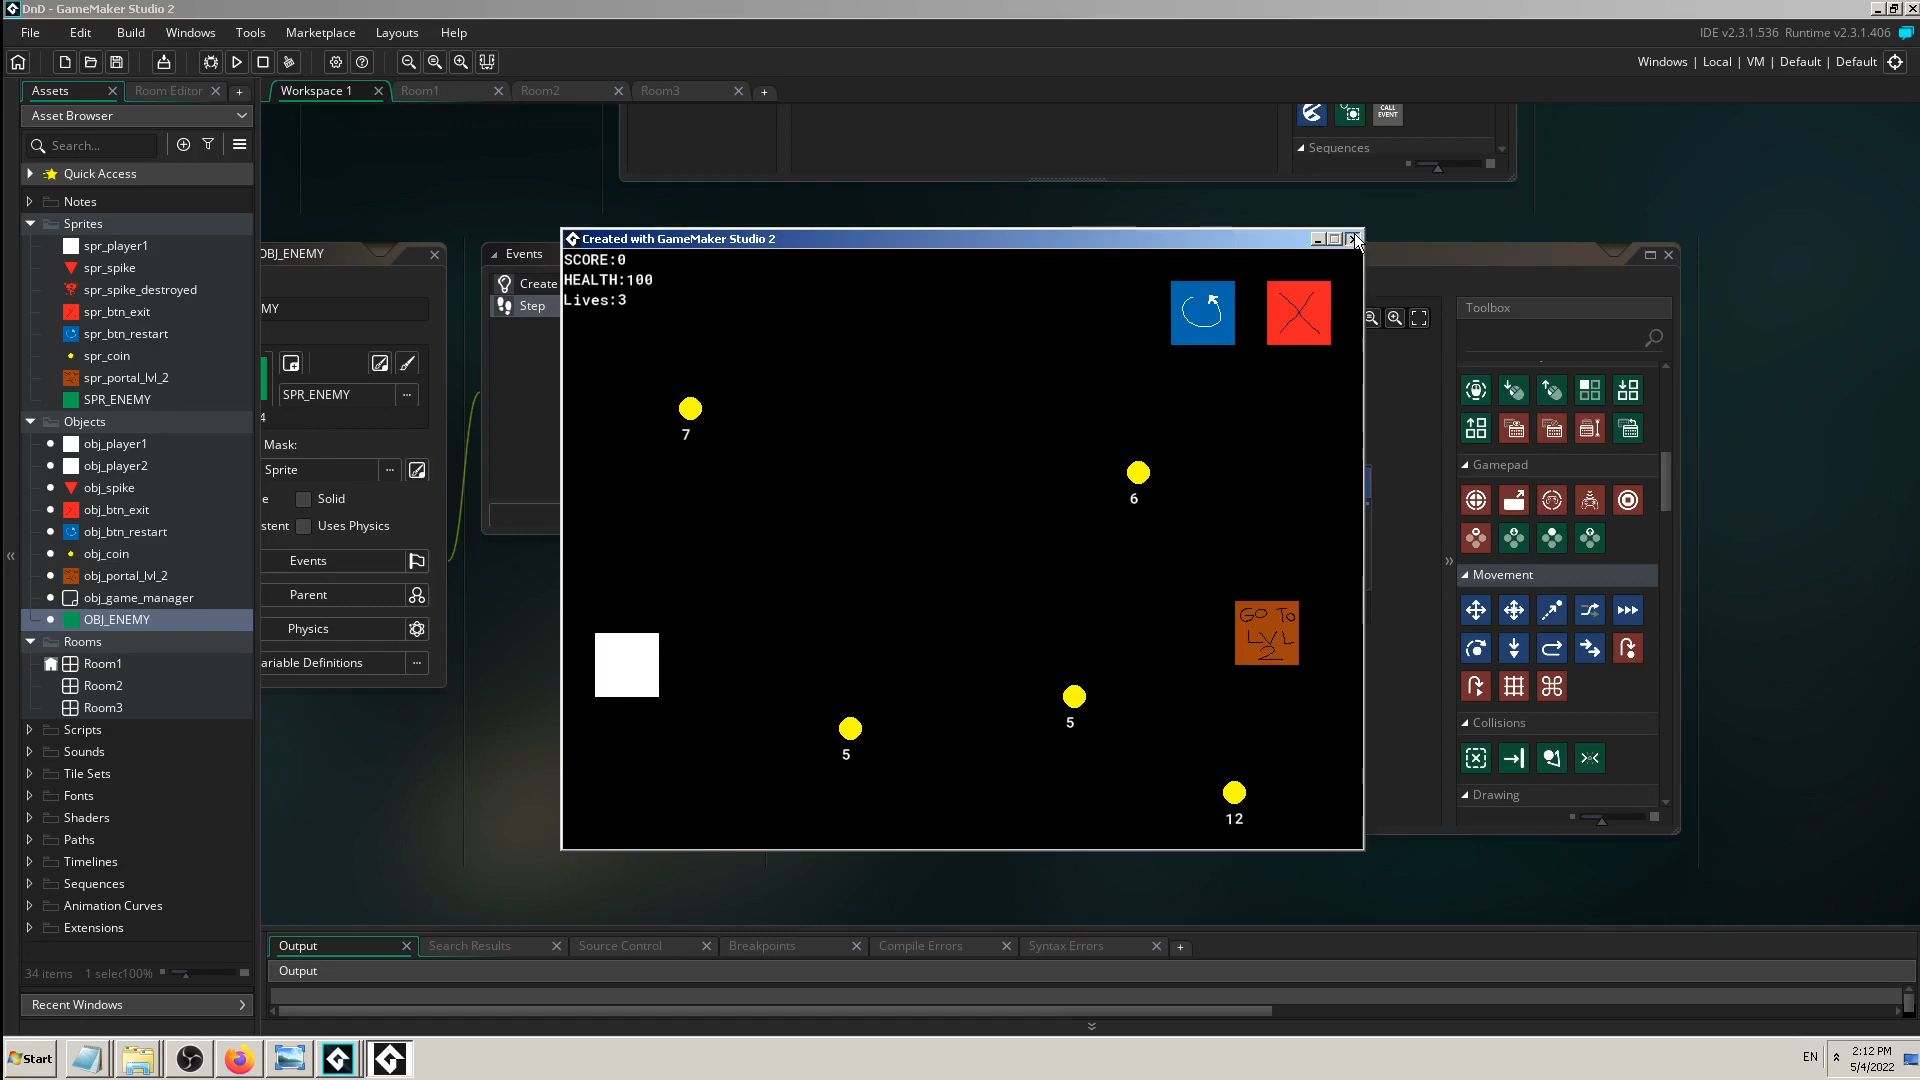 DnD - GameMaker Studio 2
File Edit Build Windows Tools Marketplace Layouts Help
IDE v2.3.1.536 Runtime v2.3.1.406
Windows | Local | VM | Default | Default
Assets Room Editor
Workspace 1 Room1 Room2 Room3
Asset Browser
Search...
Quick Access
Notes
Sprites
spr_player1
spr_spike
spr_spike_destroyed
spr_btn_exit
spr_btn_restart
spr_coin
spr_portal_lvl_2
SPR_ENEMY
Objects
obj_player1
obj_player2
obj_spike
obj_btn_exit
obj_btn_restart
obj_coin
obj_portal_lvl_2
obj_game_manager
OBJ_ENEMY
Rooms
Room1
Room2
Room3
Scripts
Sounds
Tile Sets
Fonts
Shaders
Paths
Timelines
Sequences
Animation Curves
Extensions
34 items 1 selec100%
Recent Windows
OBJ_ENEMY
MY
SPR_ENEMY
4
Mask:
Sprite
e Solid
stent Uses Physics
Events
Parent
Physics
ariable Definitions
Events
Create
Step
CALL
EVENT
Sequences
Created with GameMaker Studio 2
SCORE:0
HEALTH:100
Lives:3
7
6
GO TO
LVL
2
5
5
12
Toolbox
Gamepad
Movement
Collisions
Drawing
Output Search Results Source Control Breakpoints Compile Errors Syntax Errors
Output
Start
EN
2:12 PM
5/4/2022